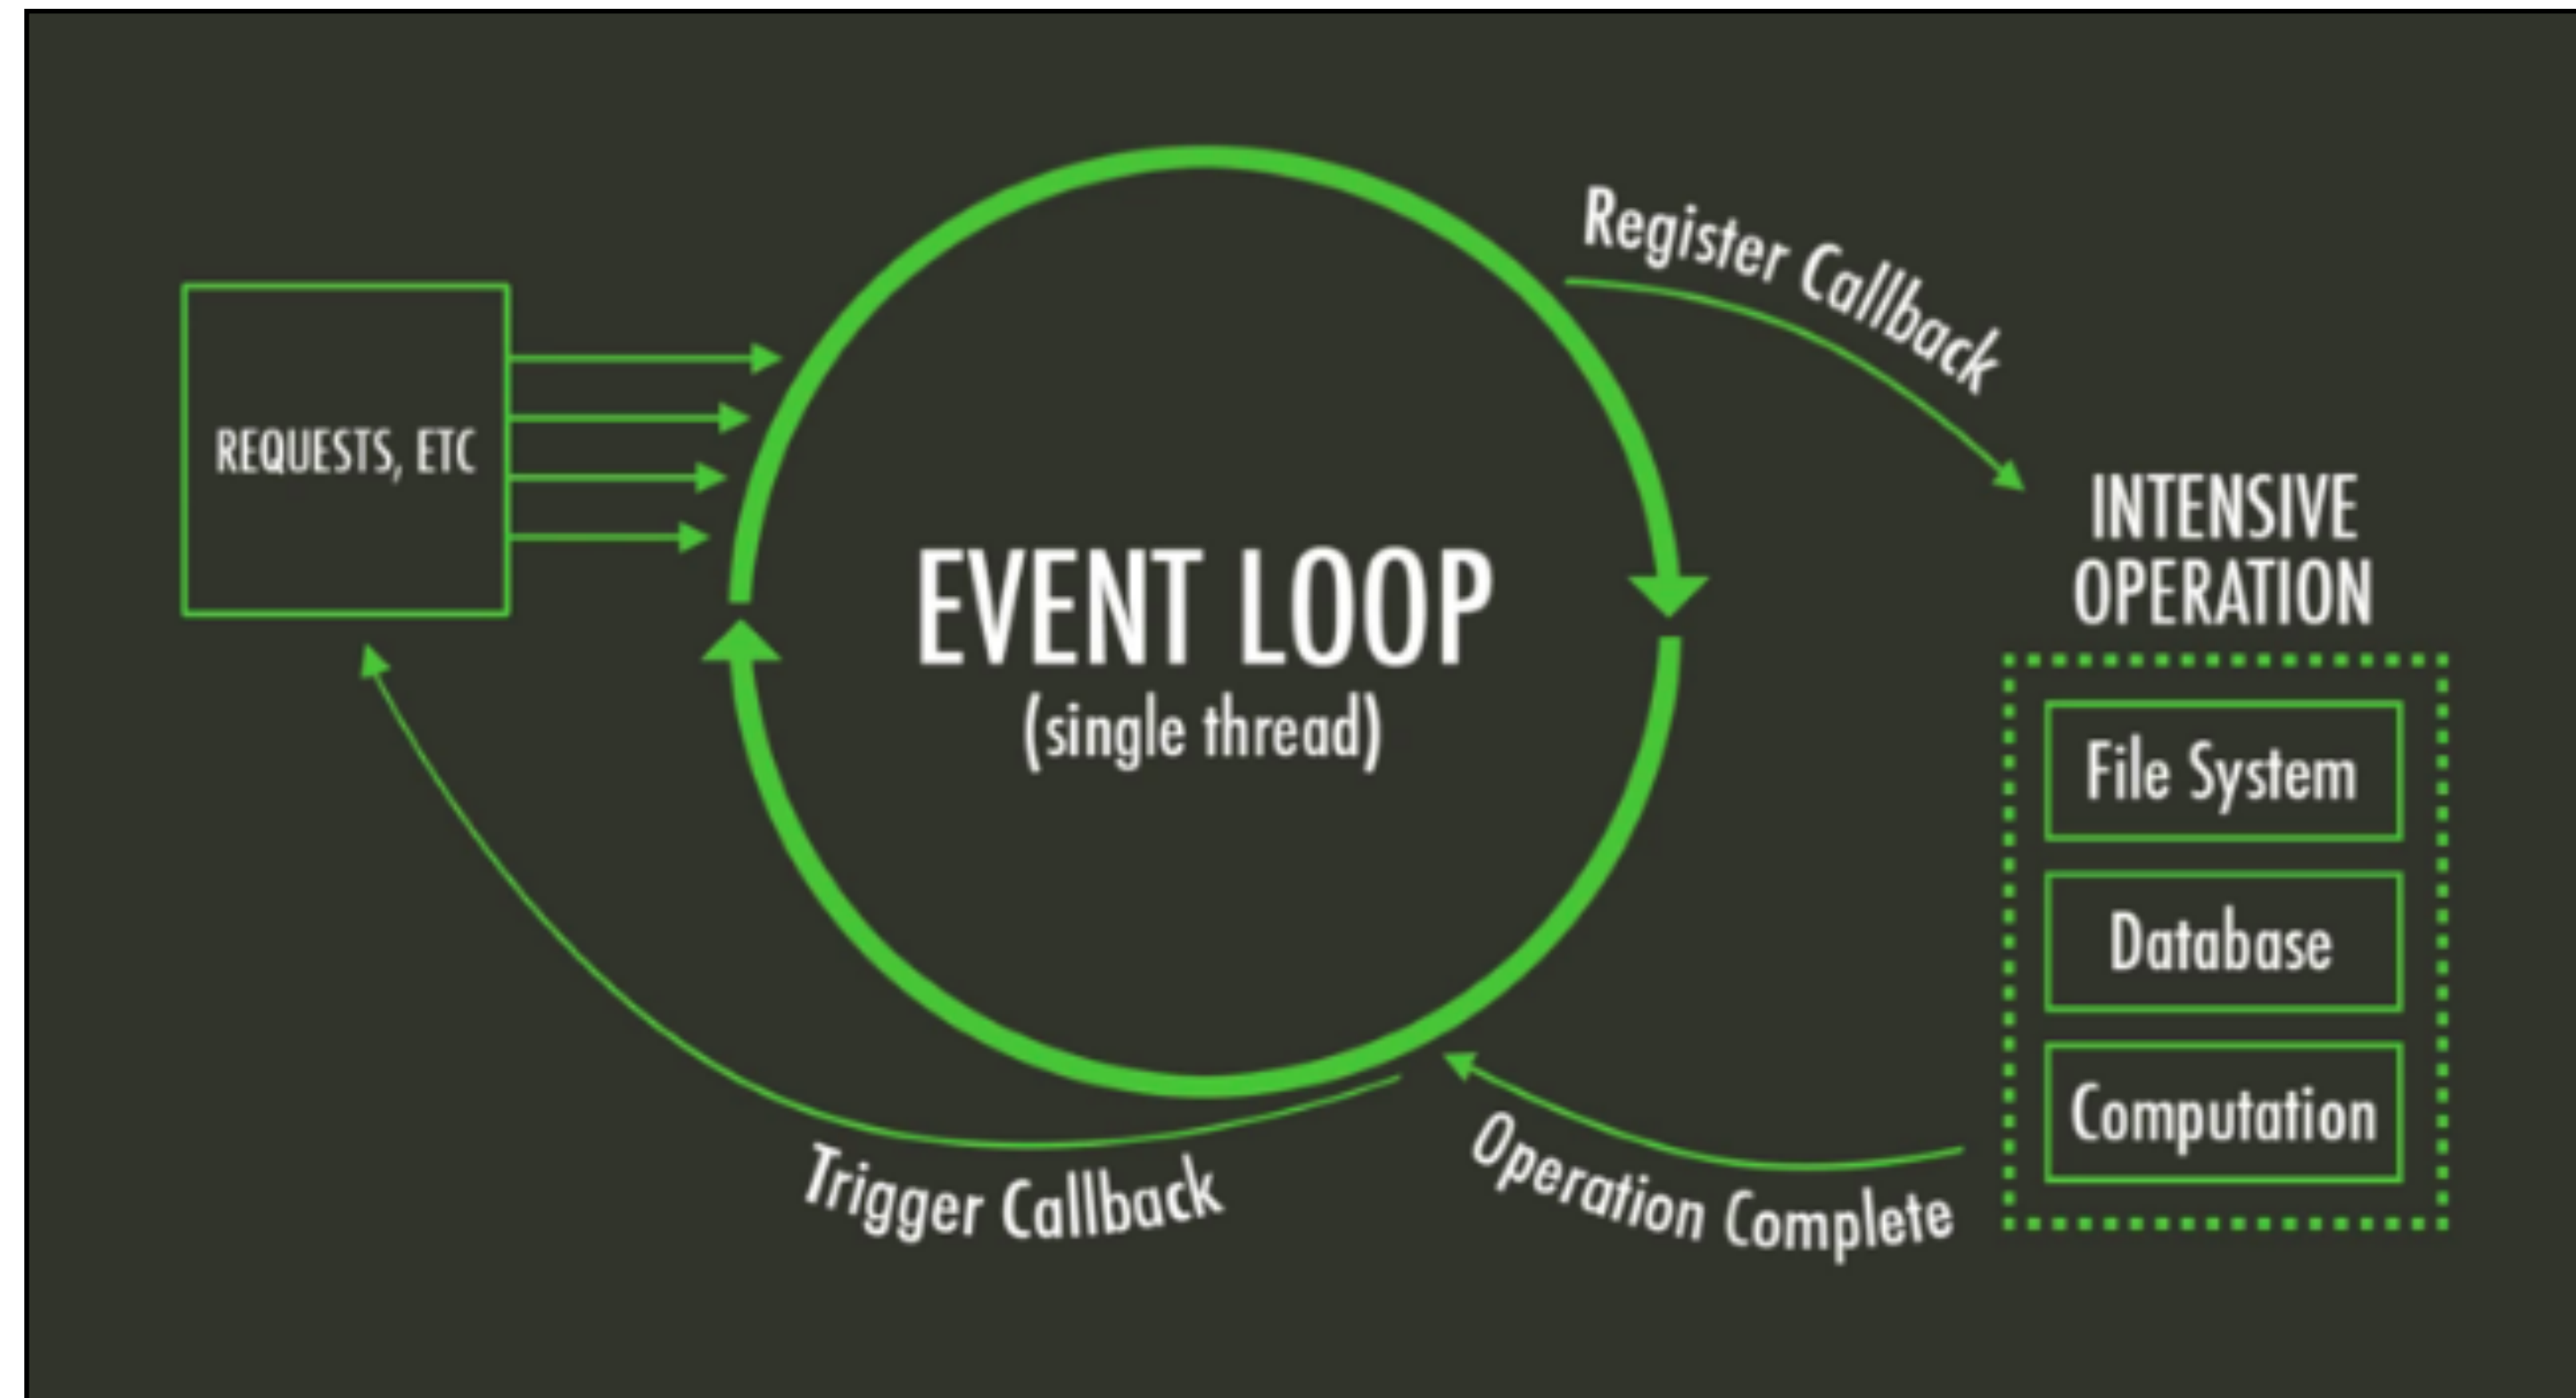 REQUESTS, ETC
EVENT LOOP
(single thread)
Register Callback
INTENSIVE
OPERATION
File System
Database
Computation
Operation Complete
Trigger Callback